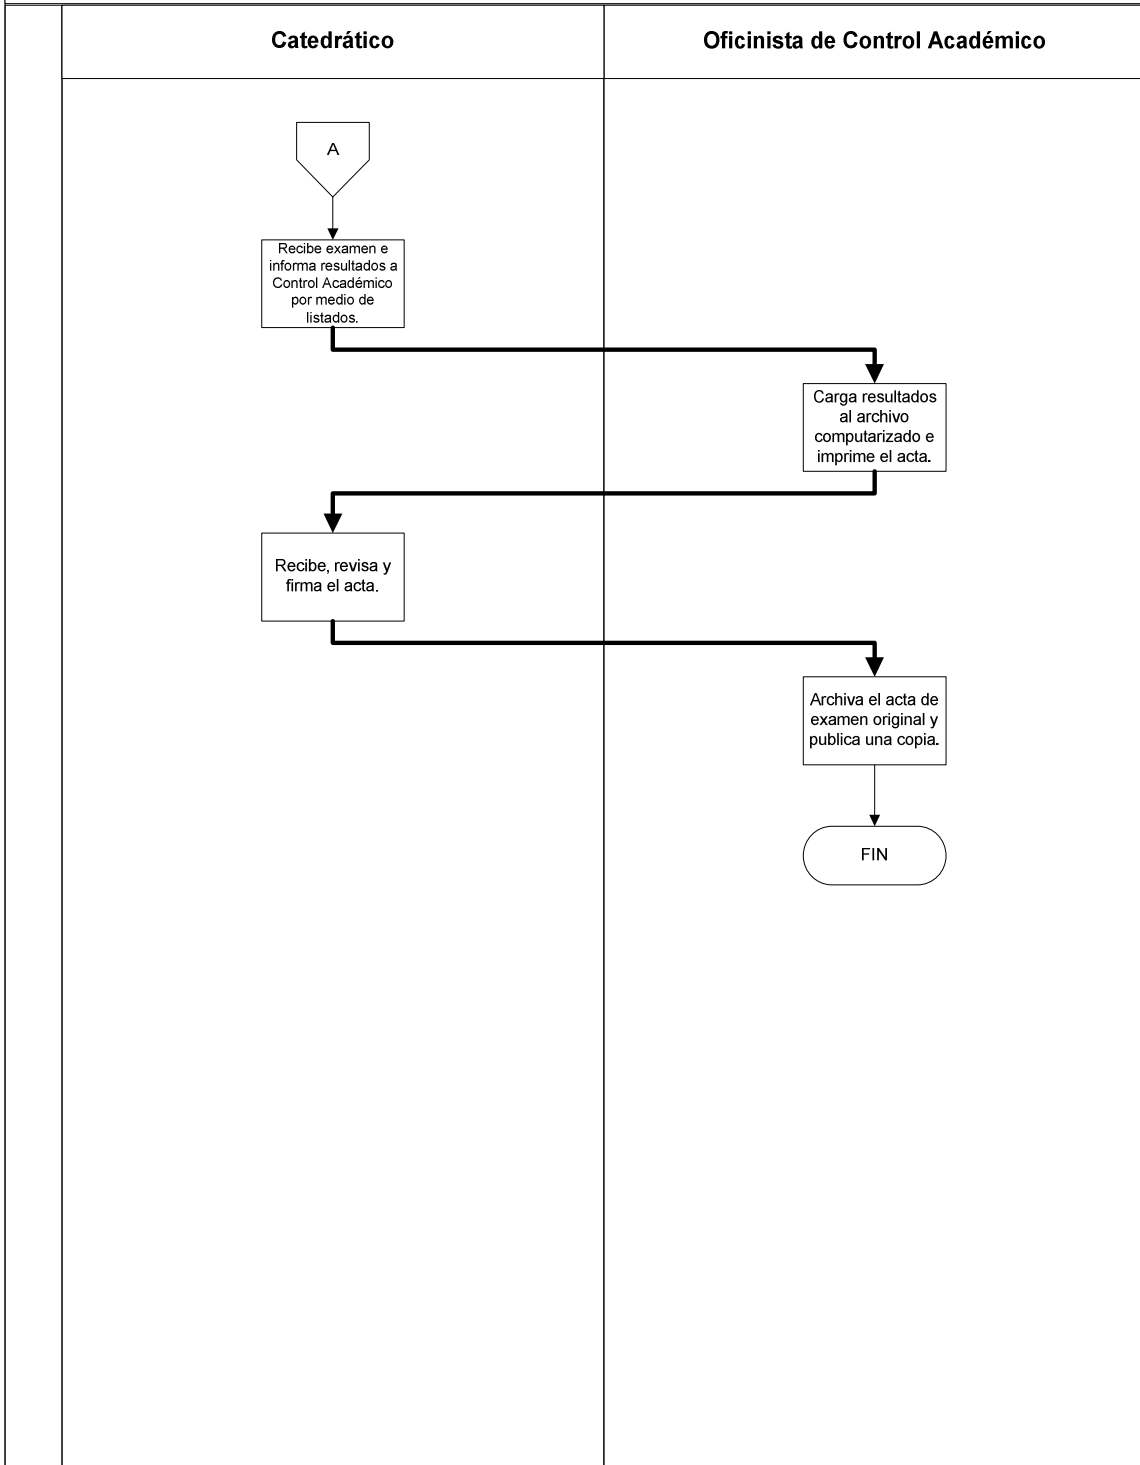 Catedrático
Oficinista de Control Académico
A
Recibe examen e
informa resultados a
Control Académico
por medio de
listados.
Carga resultados
al archivo
computarizado e
imprime el acta.
Recibe, revisa y
firma el acta.
Archiva el acta de
examen original y
publica una copia.
FIN